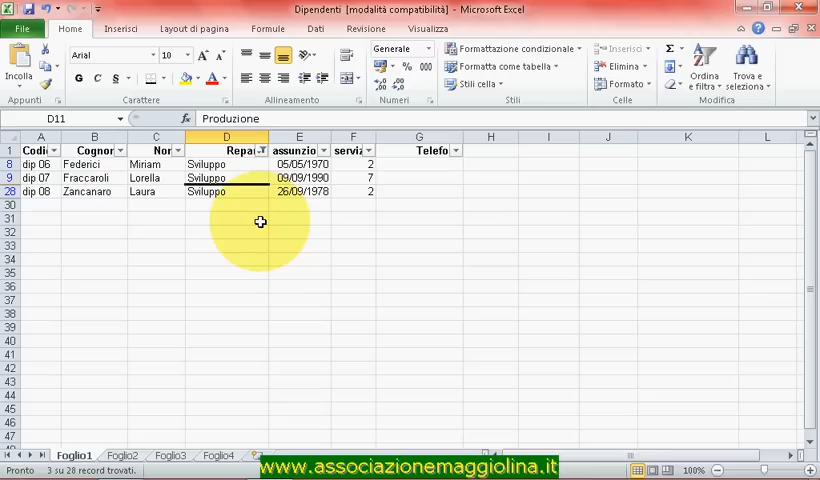 Dipendenti [modalità compatibilità] - Microsoft Excel
File Home Inserisci Layout di pagina Formule Dati Revisione Visualizza
Incolla
Arial 10
G C S
Generale
% 000
Formattazione condizionale
Formatta come tabella
Stili cella
Inserisci
Elimina
Formato
Σ
Ordina e filtra
Trova e seleziona
Appunti Carattere Allineamento Numeri Stili Celle Modifica
D11 fx Produzione
A B C D E F G H I J K L
1 Codi Cognor Nor Repa assunzio serviz Telefo
8 dip 06 Federici Miriam Sviluppo 05/05/1970 2
9 dip 07 Fraccaroli Lorella Sviluppo 09/09/1990 7
28 dip 08 Zancanaro Laura Sviluppo 26/09/1978 2
30
31
32
33
34
35
36
37
38
39
40
41
42
43
44
45
46
47
Foglio1 Foglio2 Foglio3 Foglio4
Pronto 3 su 28 record trovati. 100%
www.associazionemaggiolina.it